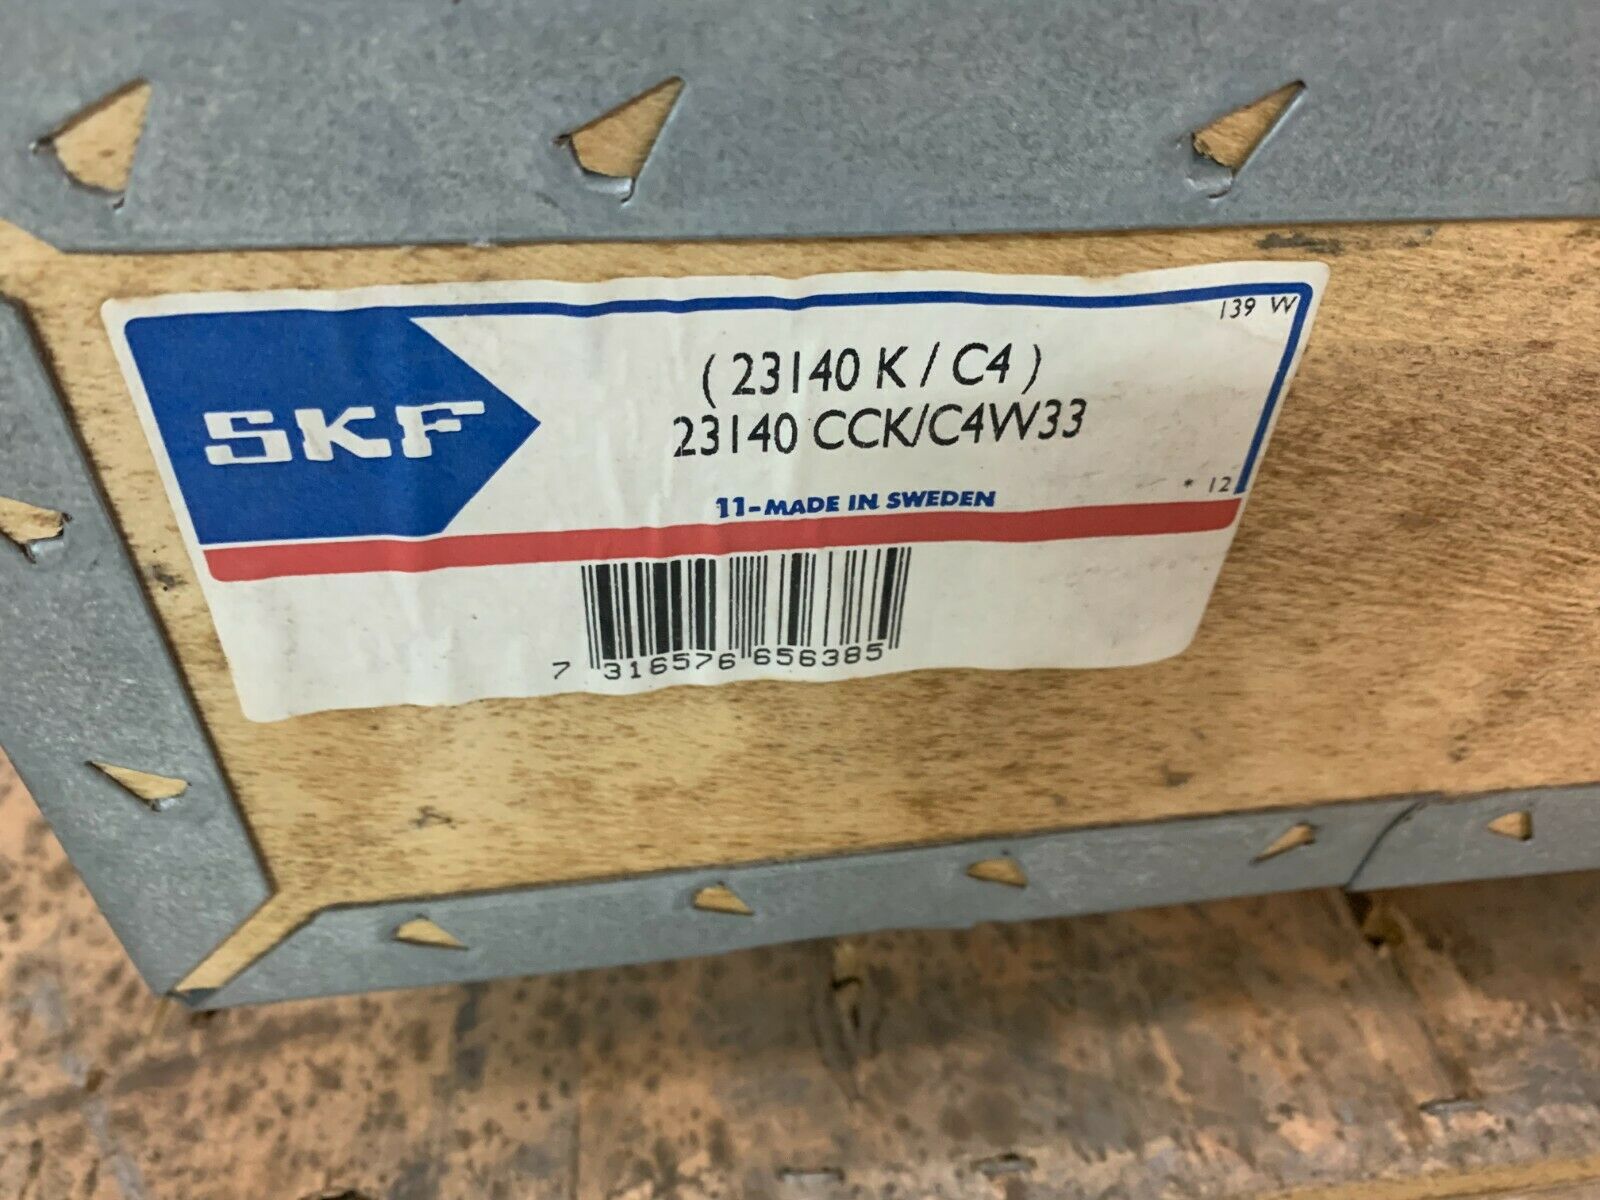 139 W
( 23140 K / C4 )
SKF
23140 CCK/C4W33
* 12
11-MADE IN SWEDEN
7 316576 656385